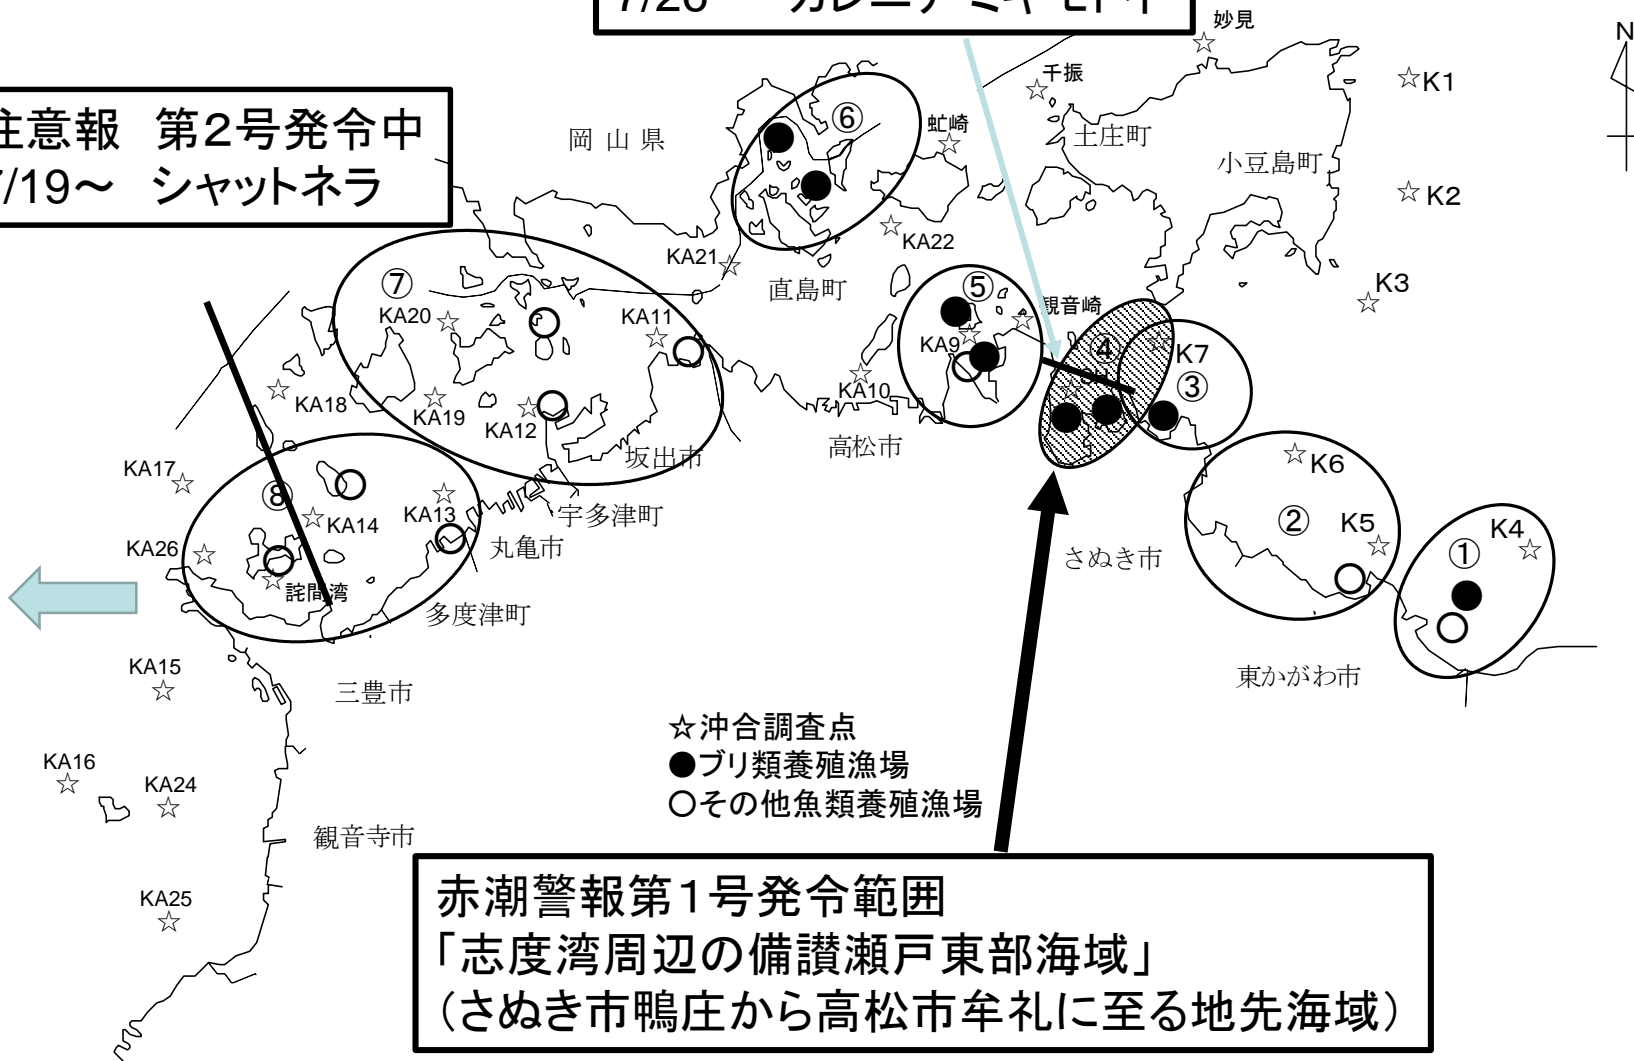 妙見
N
千振
K1
注意報 第2号発令中
7/19～ シャットネラ
⑥
岡 山 県
虻崎
土庄町
小豆島町
K2
KA22
KA21
⑦
直島町
⑤
K3
KA20
KA11
観音崎
KA9
④
K7
③
KA18
KA19
KA12
KA10
坂出市
高松市
KA17
⑧
K6
KA14
KA13
宇多津町
②
K5
K4
①
KA26
丸亀市
さぬき市
詫間湾
多度津町
KA15
三豊市
東かがわ市
☆沖合調査点
●ブリ類養殖漁場
○その他魚類養殖漁場
KA16
KA24
観音寺市
KA25
赤潮警報第1号発令範囲
「志度湾周辺の備讃瀬戸東部海域」
（さぬき市鴨庄から高松市牟礼に至る地先海域）